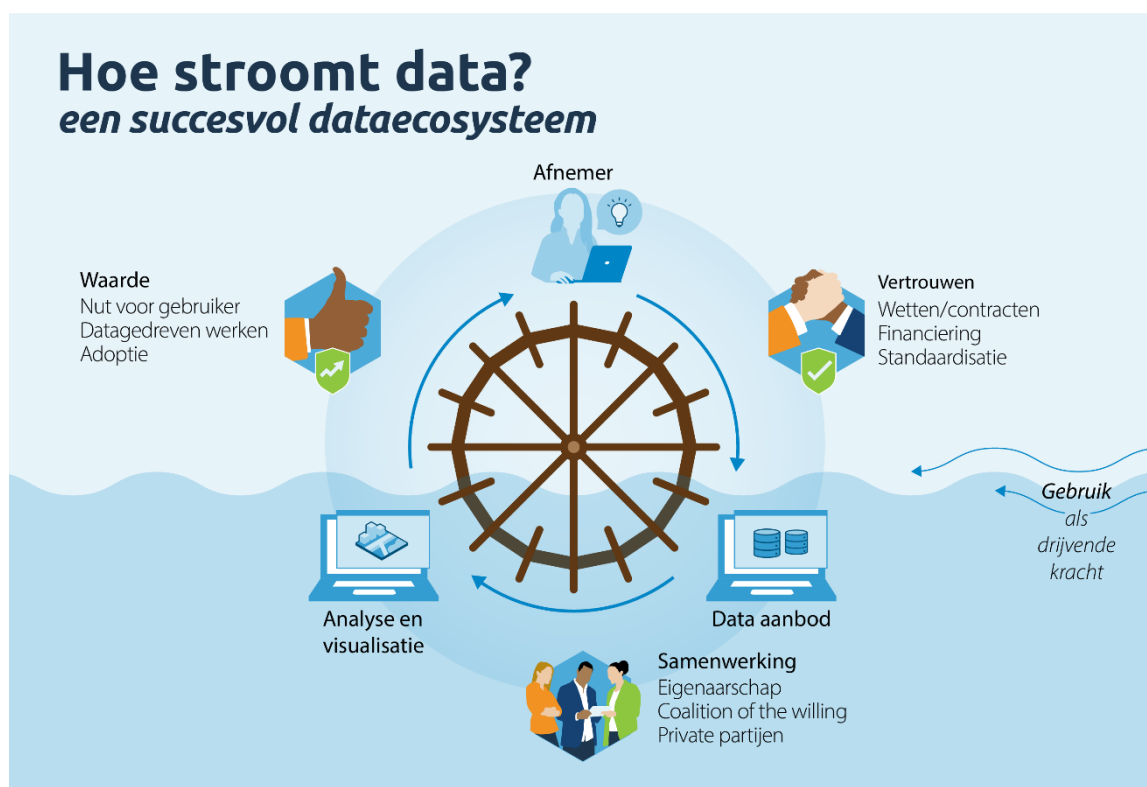 Hoe stroomt data?
een succesvol dataecosysteem
Afnemer
Waarde
Nut voor gebruiker
Datagedreven werken
Adoptie
Vertrouwen
Wetten/contracten
Financiering
Standaardisatie
Gebruik
als
drijvende
kracht
Analyse en
visualisatie
Data aanbod
Samenwerking
Eigenaarschap
Coalition of the willing
Private partijen